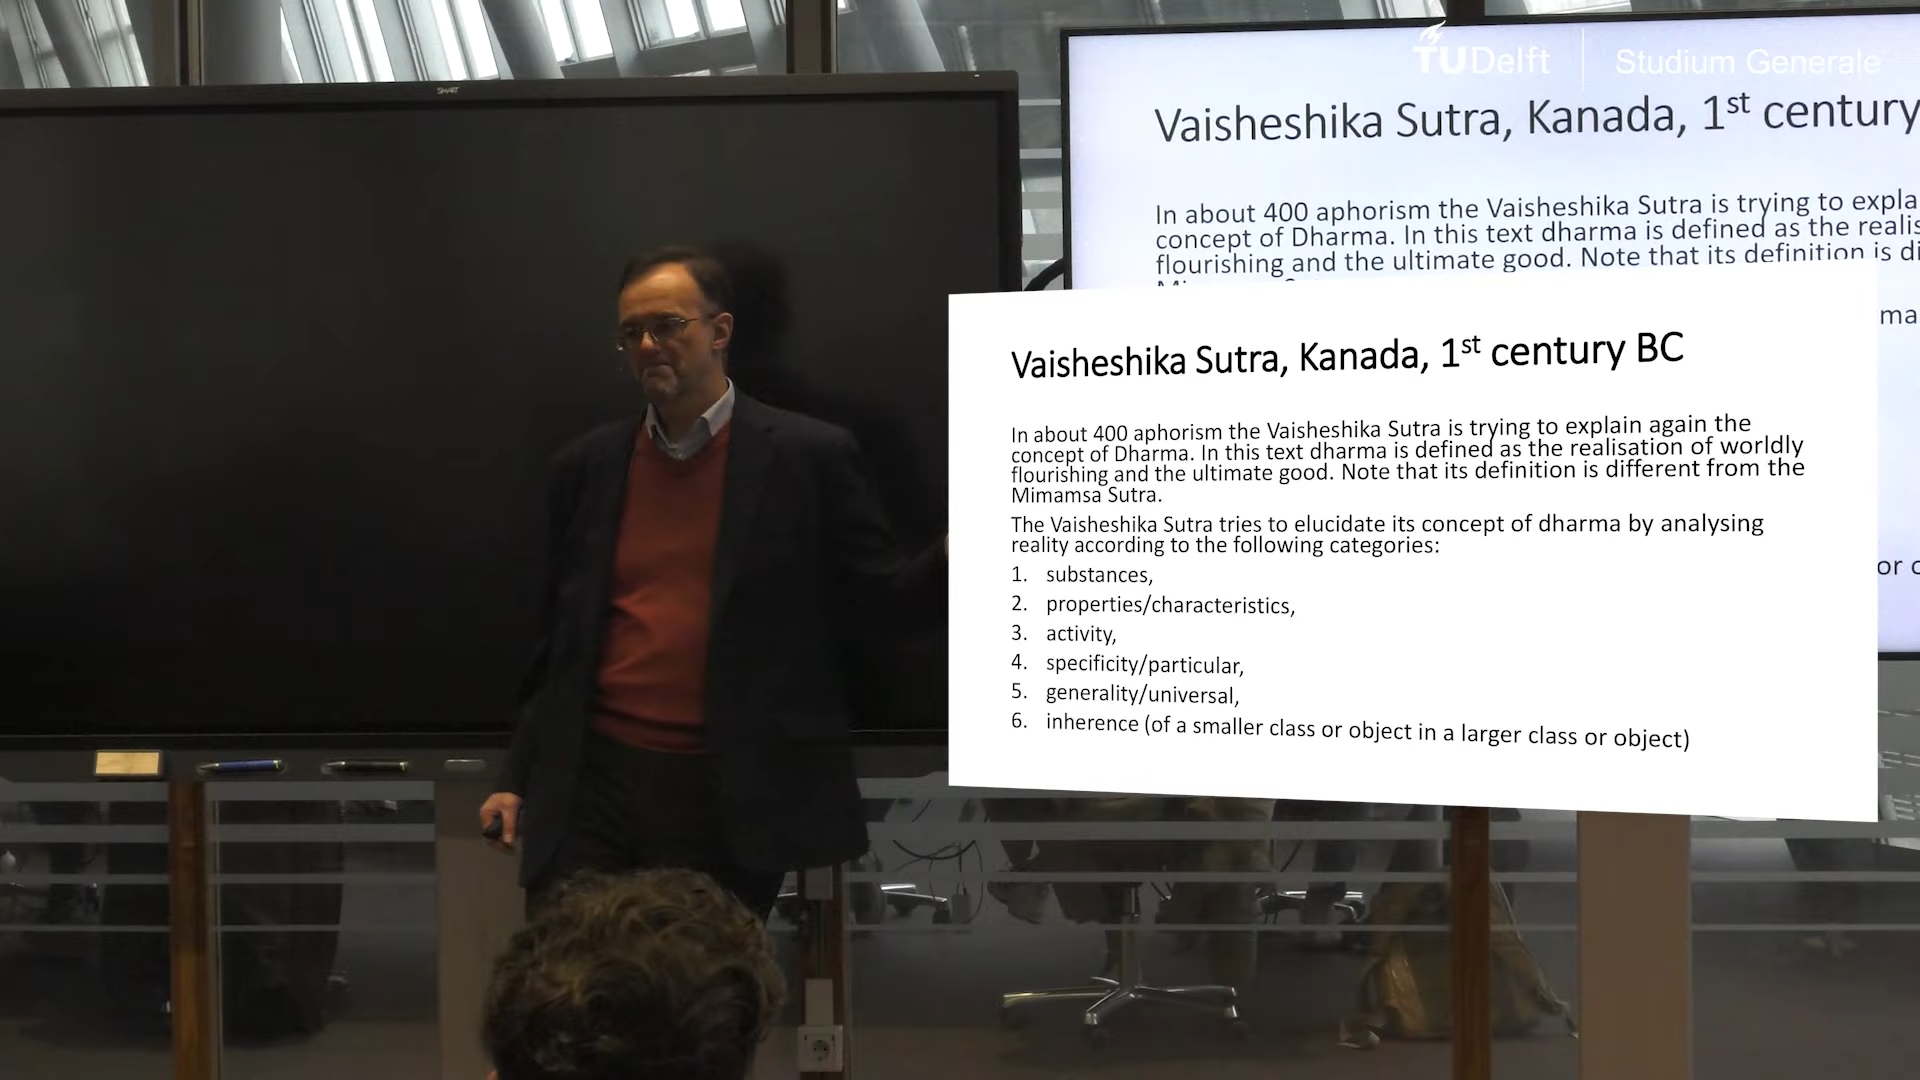 SMART
TUDelft
Studium Generale
Vaisheshika Sutra, Kanada, 1st century
In about 400 aphorism the Vaisheshika Sutra is trying to
concept of Dharma. In this text dharma is defined as the
flourishing and the ultimate good. Note that its definition is
Vaisheshika Sutra, Kanada, 1st century BC
In about 400 aphorism the Vaisheshika Sutra is trying to explain again the
concept of Dharma. In this text dharma is defined as the realisation of worldly
flourishing and the ultimate good. Note that its definition is different from the
Mimamsa Sutra.
The Vaisheshika Sutra tries to elucidate its concept of dharma by analysing
reality according to the following categories:
1. substances,
2. properties/characteristics,
3. activity,
4. specificity/particular,
5. generality/universal,
6. inherence (of a smaller class or object in a larger class or object)